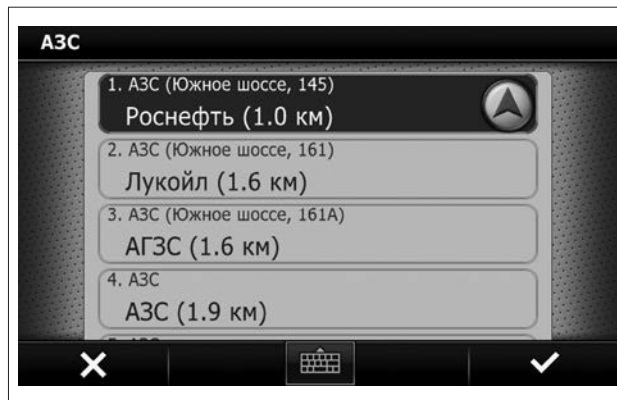 АЗС
1. АЗС (Южное шоссе, 145)
Роснефть (1.0 км)
2. АЗС (Южное шоссе, 161)
Лукойл (1.6 км)
3. АЗС (Южное шоссе, 161А)
АГЗС (1.6 км)
4. АЗС
АЗС (1.9 км)